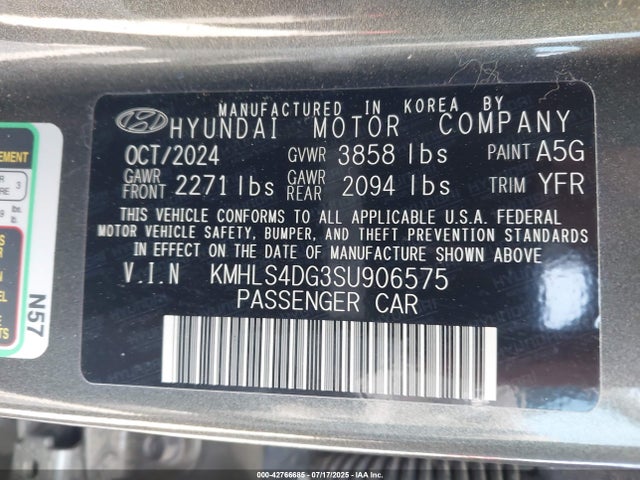 MANUFACTURED IN KOREA BY
HYUNDAI MOTOR COMPANY
OCT/2024 GVWR 3858 lbs PAINT A5G
GAWR FRONT 2271 lbs GAWR REAR 2094 lbs TRIM YFR
THIS VEHICLE CONFORMS TO ALL APPLICABLE U.S.A. FEDERAL
MOTOR VEHICLE SAFETY, BUMPER, AND THEFT PREVENTION STANDARDS
IN EFFECT ON THE DATE OF MANUFACTURE SHOWN ABOVE
V.I.N KMHLS4DG3SU906575
PASSENGER CAR
N57
000-42766685 - 07/17/2025 - IAAI.COM